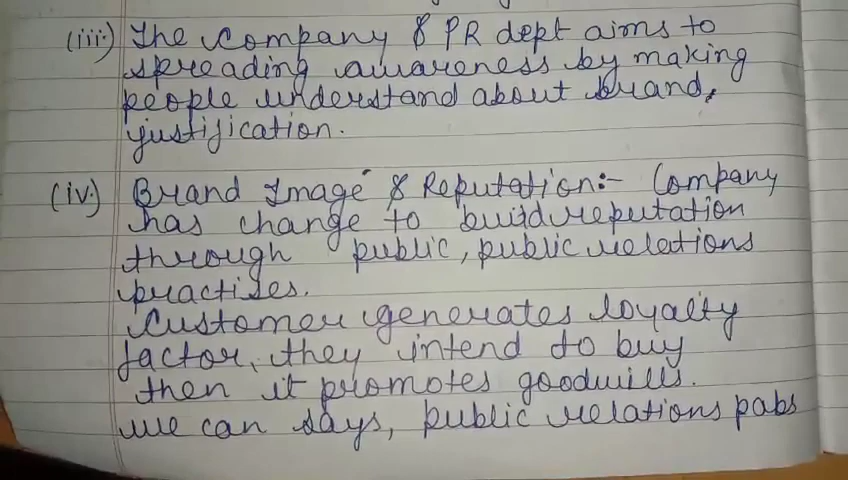 (iii) The company & PR dept aims to
spreading awareness by making
people understand about brand,
justification.
(iv) Brand Image & Reputation:- Company
has change to build reputation
through public, public relations
practises.
Customer generates loyalty
factor, they intend to buy
then it promotes goodwills.
we can says, public relations pabs